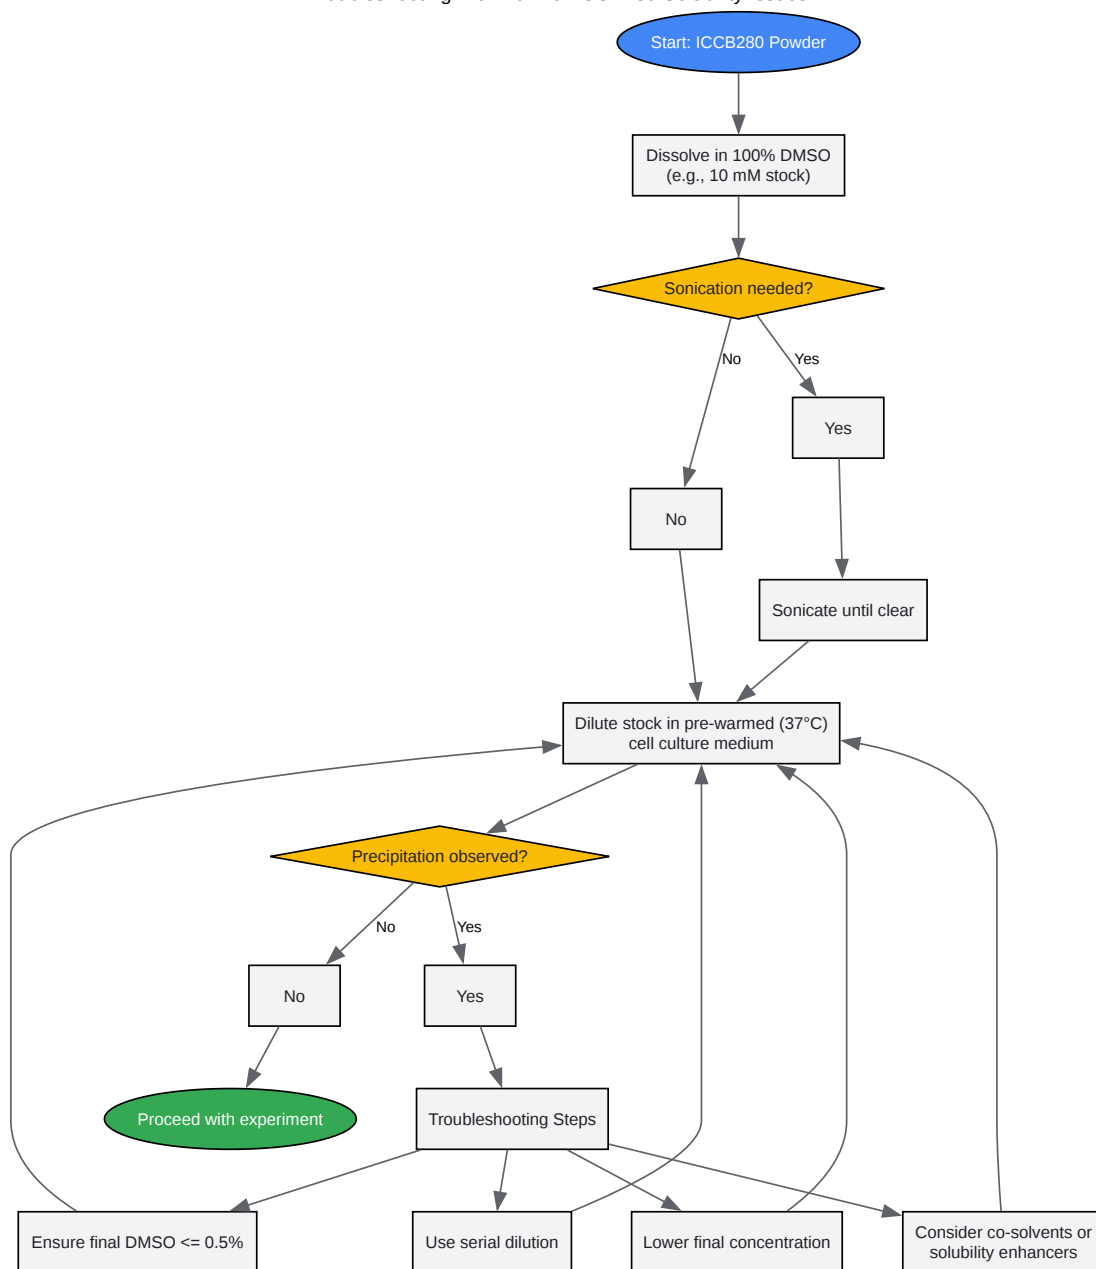 Start: ICCB280 Powder
Dissolve in 100% DMSO
(e.g., 10 mM stock)
Sonication needed?
No
Yes
Yes
No
Sonicate until clear
Dilute stock in pre-warmed (37°C)
cell culture medium
Precipitation observed?
No
Yes
No
Yes
Proceed with experiment
Troubleshooting Steps
Ensure final DMSO <= 0.5%
Use serial dilution
Lower final concentration
Consider co-solvents or
solubility enhancers